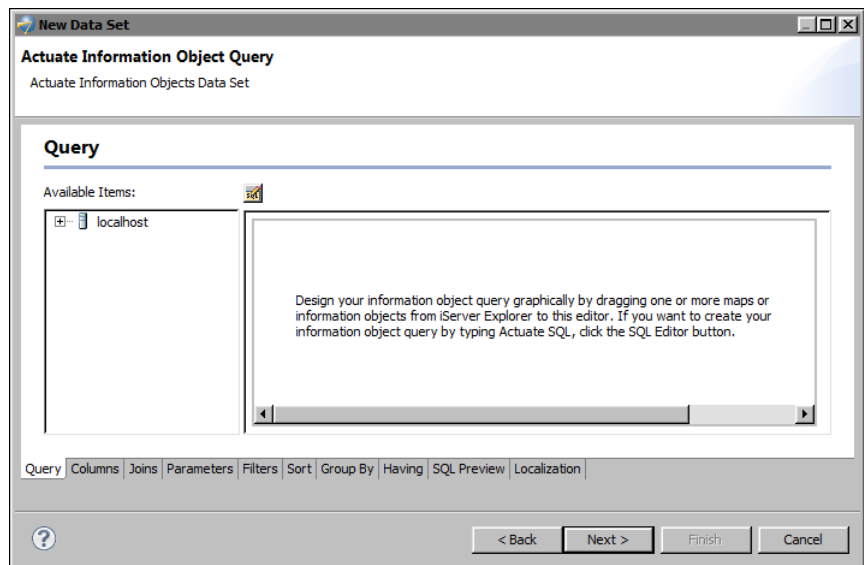 New Data Set
Actuate Information Object Query
Actuate Information Objects Data Set
Query
Available Items:
sql
localhost
Design your information object query graphically by dragging one or more maps or
information objects from iServer Explorer to this editor. If you want to create your
information object query by typing Actuate SQL, click the SQL Editor button.
Query Columns Joins Parameters Filters Sort Group By Having SQL Preview Localization
? < Back Next > Finish Cancel